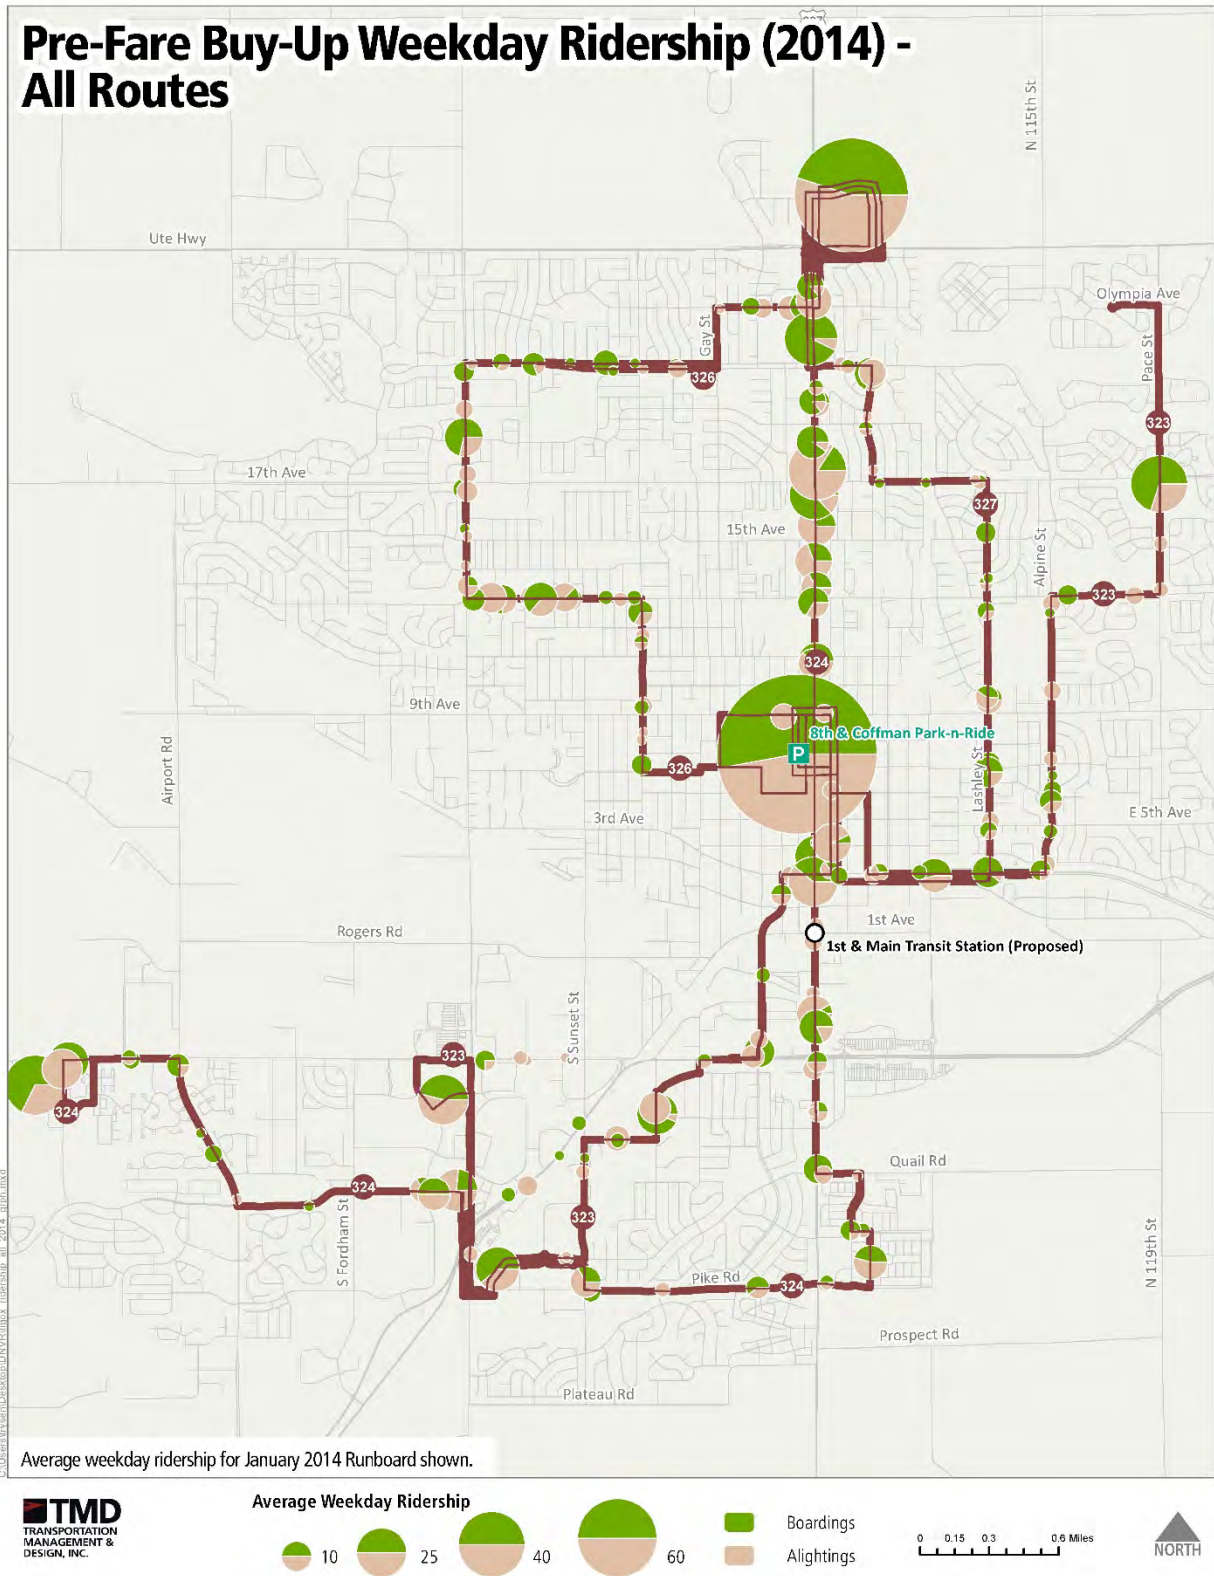 Pre-Fare Buy-Up Weekday Ridership (2014) -
All Routes
N 115th St
Ute Hwy
Olympia Ave
Gay St
Pace St
326
323
17th Ave
327
15th Ave
Alpine St
323
324
9th Ave
8th & Coffman Park-n-Ride
P
Airport Rd
326
Lashley St
3rd Ave
E 5th Ave
1st Ave
Rogers Rd
1st & Main Transit Station (Proposed)
S Sunset St
323
324
Quail Rd
324
323
S Fordham St
N 119th St
Pike Rd
324
Prospect Rd
Plateau Rd
Average weekday ridership for January 2014 Runboard shown.
TMD
TRANSPORTATION
MANAGEMENT &
DESIGN, INC.
Average Weekday Ridership
10
25
40
60
Boardings
Alightings
0 0.15 0.3 0.6 Miles
NORTH